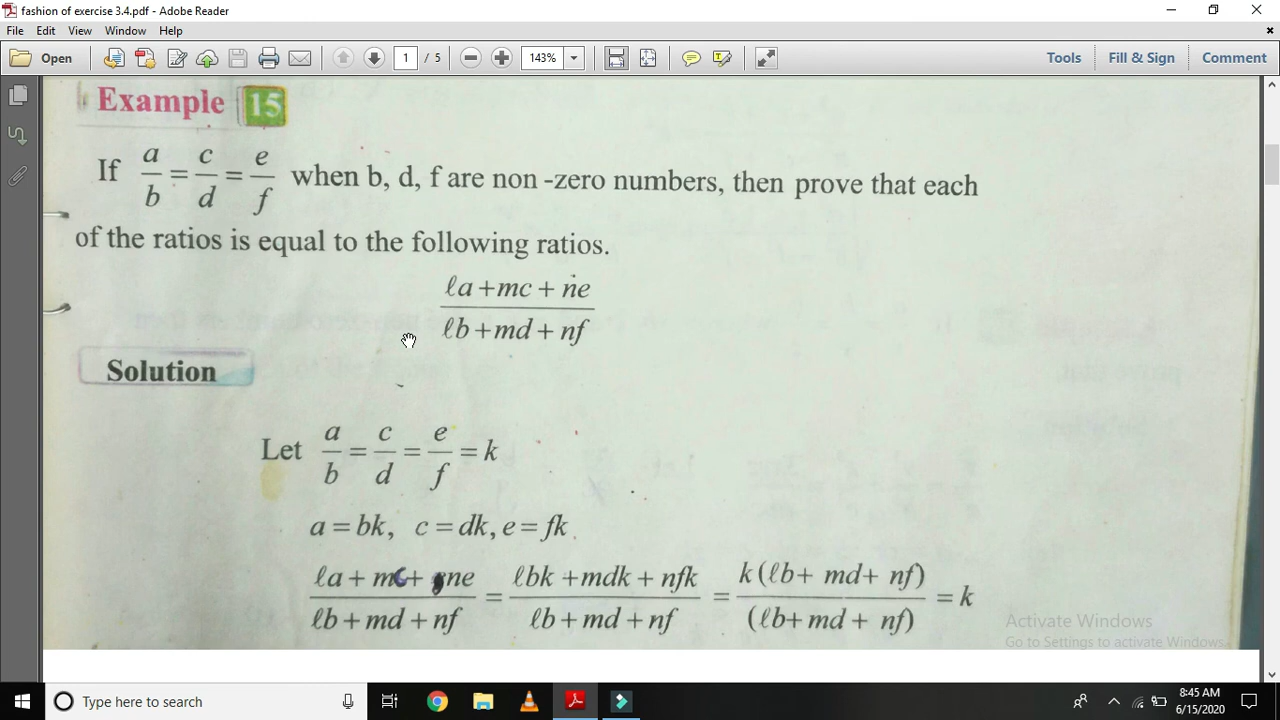 fashion of exercise 3.4.pdf - Adobe Reader
File Edit View Window Help
Open 1 / 5 143% Tools Fill & Sign Comment
Example 15
If a/b = c/d = e/f when b, d, f are non -zero numbers, then prove that each
of the ratios is equal to the following ratios.
ℓa+mc+ne
ℓb+md+nf
Solution
Let a/b = c/d = e/f = k
a = bk, c = dk, e = fk
(ℓa + mc + ne)/(ℓb + md + nf) = (ℓbk + mdk + nfk)/(ℓb + md + nf) = k(ℓb+ md+ nf)/(ℓb+ md + nf) = k
Activate Windows
Go to Settings to activate Windows.
Type here to search
8:45 AM
6/15/2020